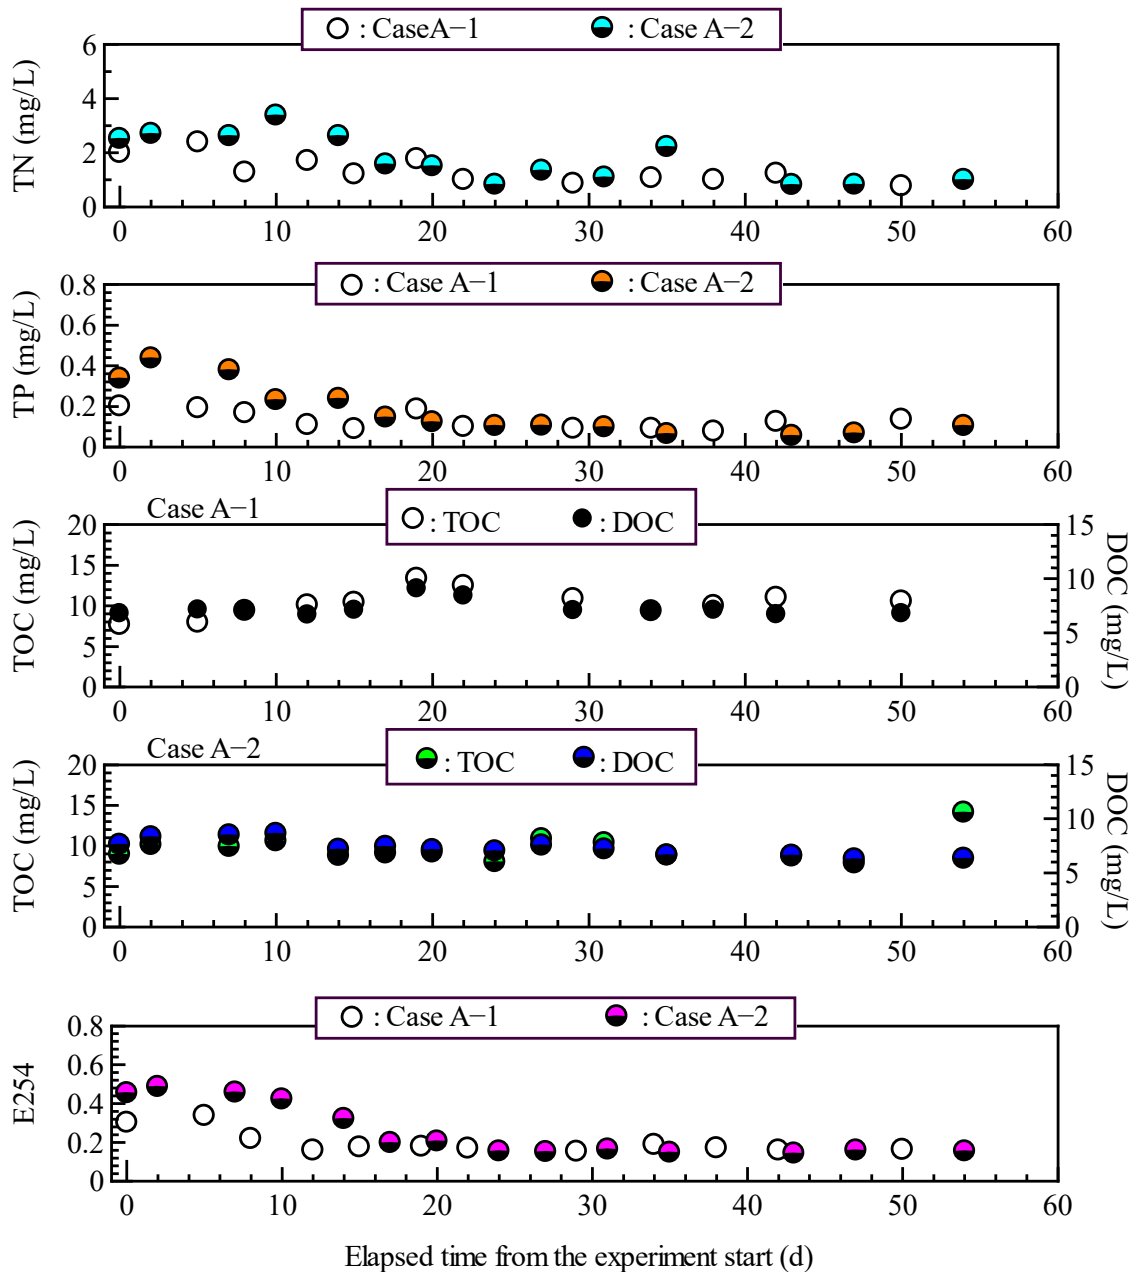 : CaseA−1 : Case A−2
TN (mg/L)
6
4
2
0
0 10 20 30 40 50 60
: Case A−1 : Case A−2
TP (mg/L)
0.8
0.6
0.4
0.2
0
0 10 20 30 40 50 60
Case A−1
: TOC : DOC
TOC (mg/L)
20
15
10
5
0
15
10
5
0
DOC (mg/L)
0 10 20 30 40 50 60
Case A−2
: TOC : DOC
TOC (mg/L)
20
15
10
5
0
15
10
5
0
DOC (mg/L)
0 10 20 30 40 50 60
: Case A−1 : Case A−2
E254
0.8
0.6
0.4
0.2
0
0 10 20 30 40 50 60
Elapsed time from the experiment start (d)